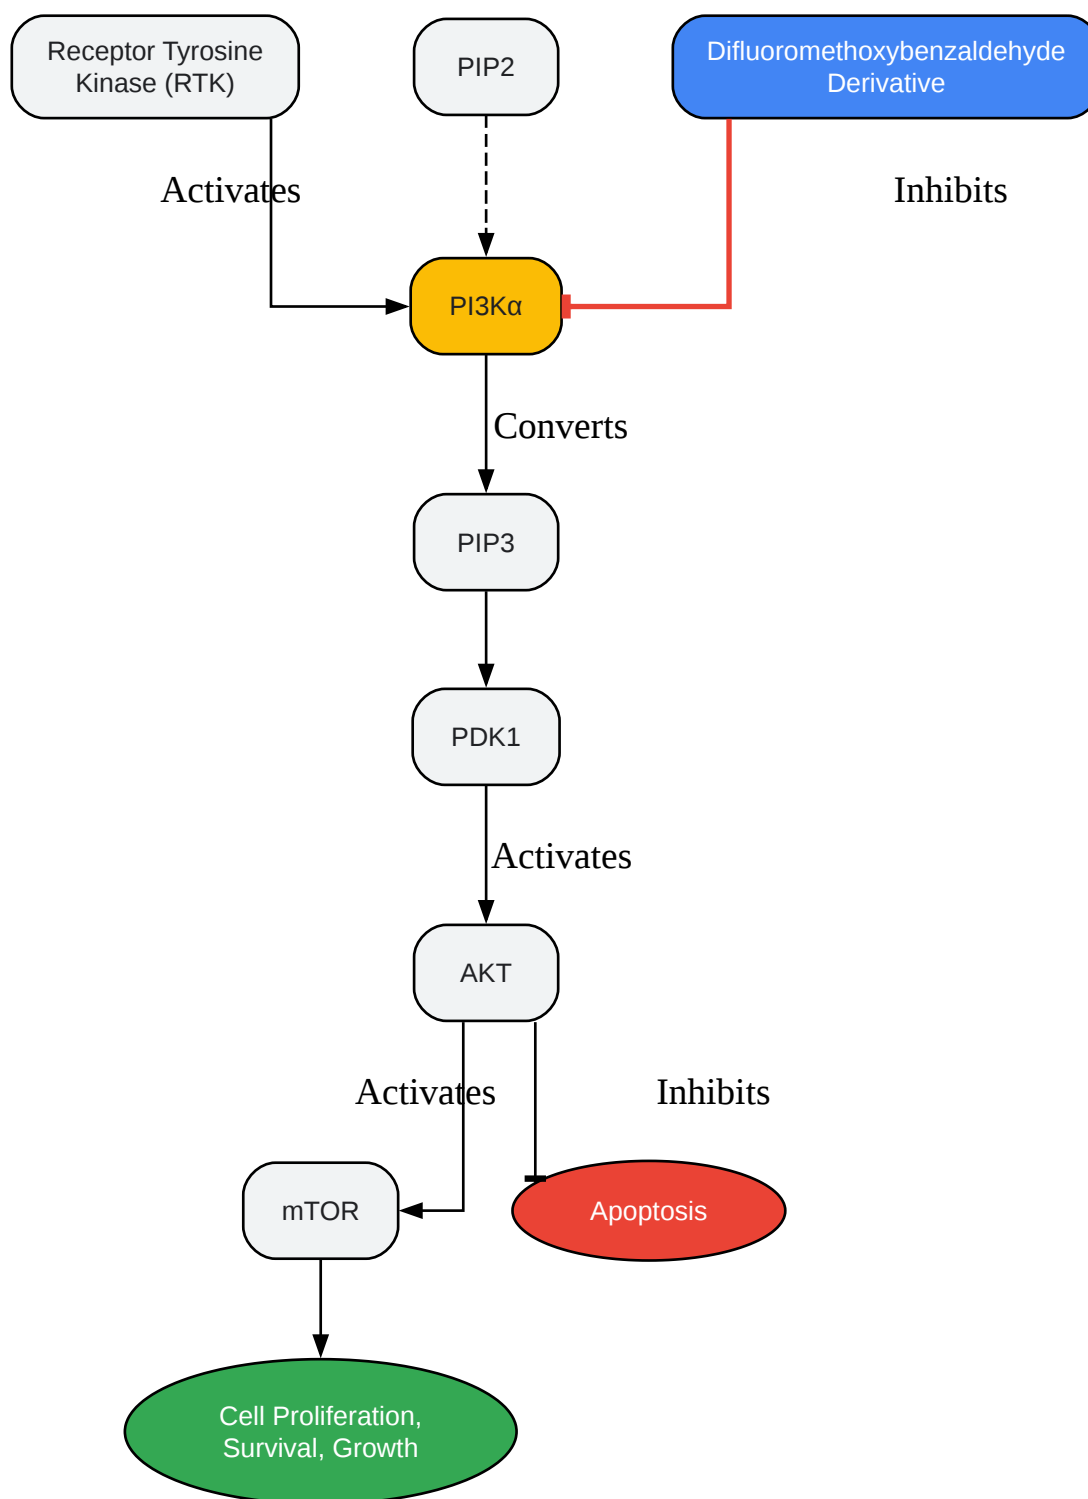 Receptor Tyrosine
Kinase (RTK)
PIP2
Difluoromethoxybenzaldehyde
Derivative
Activates
Inhibits
PI3Kα
Converts
PIP3
PDK1
Activates
AKT
Activates
Inhibits
mTOR
Apoptosis
Cell Proliferation,
Survival, Growth